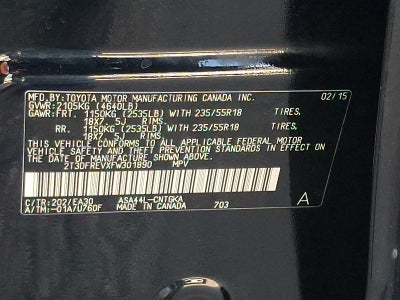 MFD.BY:TOYOTA MOTOR MANUFACTURING CANADA INC. 02/15
GVWR:2105KG (4640LB)
GAWR:FRT. 1150KG (2535LB) WITH 235/55R18 TIRES.
18X7.5J RIMS.
RR. 1150KG (2535LB) WITH 235/55R18 TIRES.
18X7.5J RIMS.
THIS VEHICLE CONFORMS TO ALL APPLICABLE FEDERAL MOTOR
VEHICLE SAFETY AND THEFT PREVENTION STANDARDS IN EFFECT
ON THE DATE OF MANUFACTURE SHOWN ABOVE.
2T3DFREVXFW301890 MPV
C/TR:202/EA30 ASA44L-CNTGKA
A/TM:-01A/U760F MADE IN CANADA 703 A